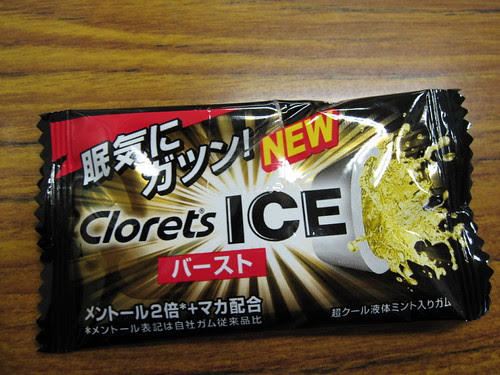 眠気に
ガツン!
NEW
Clorets ICE
バースト
メントール2倍*+マカ配合
*メントール表記は自社ガム従来品比
超クール液体ミント入りガム